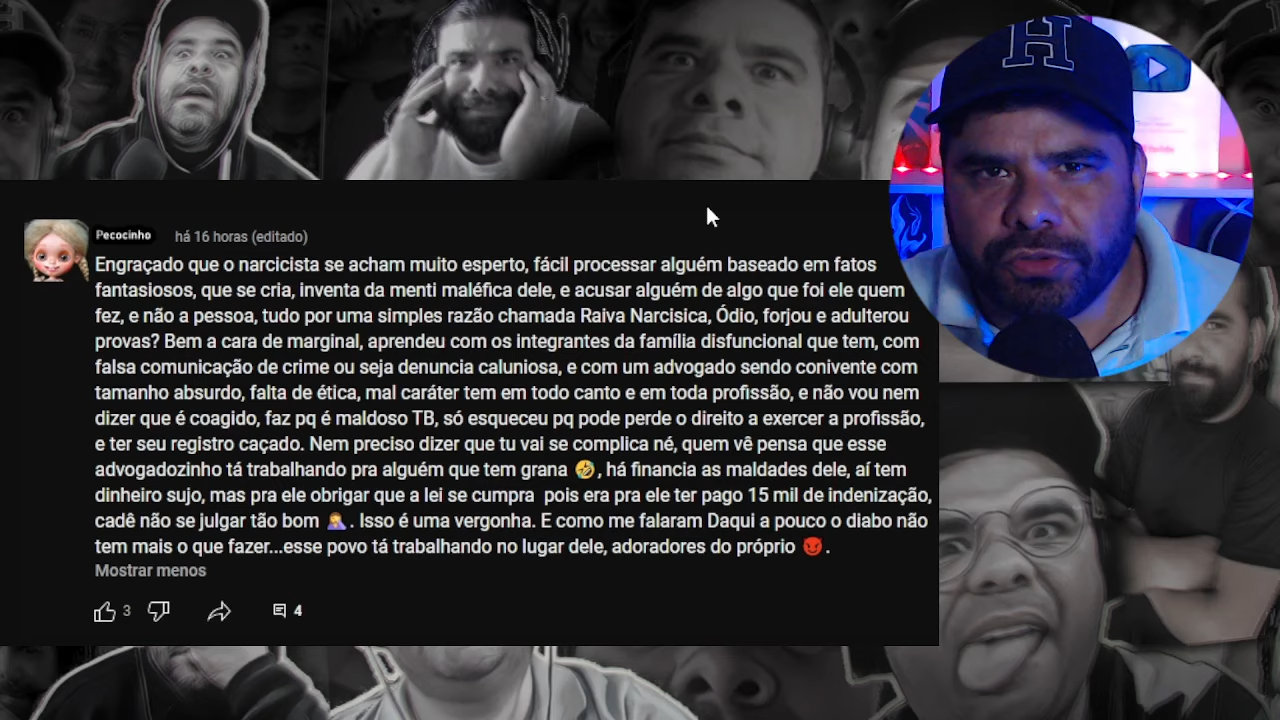 H
Pecocinho há 16 horas (editado)
Engraçado que o narcicista se acham muito esperto, fácil processar alguém baseado em fatos
fantasiosos, que se cria, inventa da menti maléfica dele, e acusar alguém de algo que foi ele quem
fez, e não a pessoa, tudo por uma simples razão chamada Raiva Narcisica, Ódio, forjou e adulterou
provas? Bem a cara de marginal, aprendeu com os integrantes da família disfuncional que tem, com
falsa comunicação de crime ou seja denuncia caluniosa, e com um advogado sendo conivente com
tamanho absurdo, falta de ética, mal caráter tem em todo canto e em toda profissão, e não vou nem
dizer que é coagido, faz pq é maldoso TB, só esqueceu pq pode perde o direito a exercer a profissão,
e ter seu registro caçado. Nem preciso dizer que tu vai se complica né, quem vê pensa que esse
advogadozinho tá trabalhando pra alguém que tem grana 🤣, há financia as maldades dele, aí tem
dinheiro sujo, mas pra ele obrigar que a lei se cumpra pois era pra ele ter pago 15 mil de indenização,
cadê não se julgar tão bom 🤦‍♀️. Isso é uma vergonha. E como me falaram Daqui a pouco o diabo não
tem mais o que fazer...esse povo tá trabalhando no lugar dele, adoradores do próprio 😈.
Mostrar menos
3 4